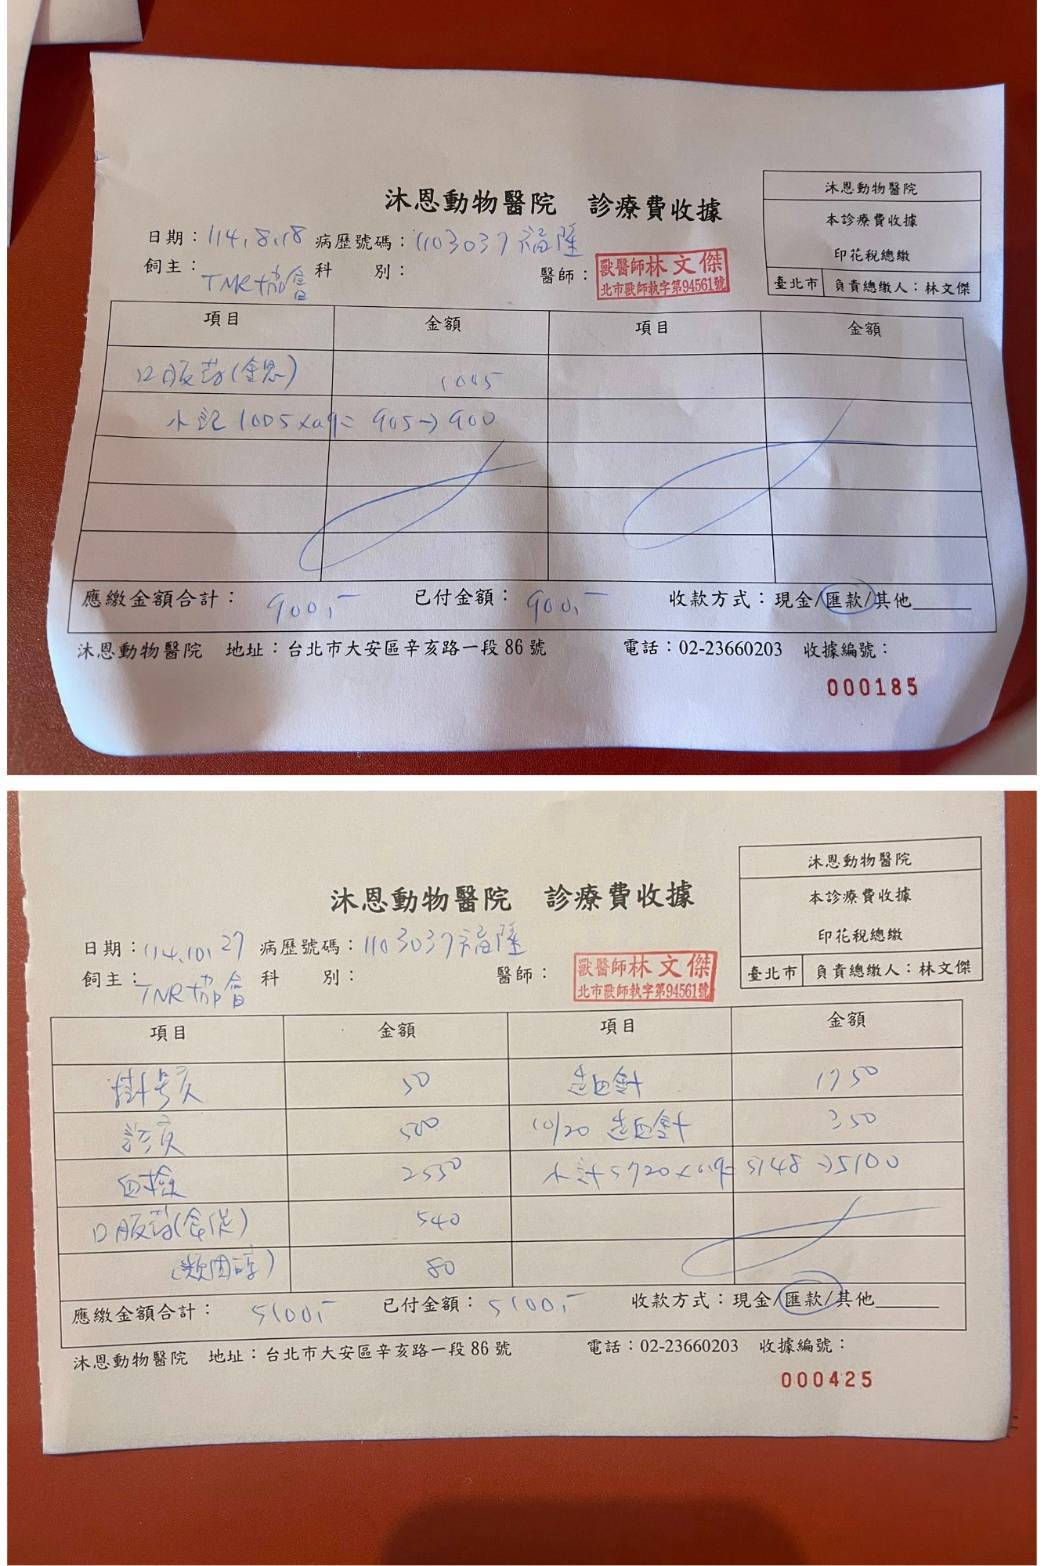 沐恩動物醫院 診療費收據
沐恩動物醫院
本診療費收據
印花稅總繳
臺北市 負責總繳人：林文傑
日期：114.8.18 病歷號碼：1103037 福隆
飼主：TNR協會 科 別： 醫師：獸醫師林文傑
北市獸師執字第94561號
項目 金額 項目 金額
口服藥(金恩) 1005
小記 1005x0.9= 905→900
應繳金額合計：900,- 已付金額：900,- 收款方式：現金/匯款/其他
沐恩動物醫院 地址：台北市大安區辛亥路一段86號 電話：02-23660203 收據編號：
000185
沐恩動物醫院 診療費收據
沐恩動物醫院
本診療費收據
印花稅總繳
臺北市 負責總繳人：林文傑
日期：114.10.27 病歷號碼：1103037福隆
飼主：TNR協會 科 別： 醫師：獸醫師林文傑
北市獸師執字第94561號
項目 金額 項目 金額
掛號費 50 造血針 1750
診費 500 10/20 造血針 350
血檢 2550 小計5720x0.9= 5148→5100
口服藥 540
(類固醇) 80
應繳金額合計：5100,- 已付金額：5100,- 收款方式：現金/匯款/其他
沐恩動物醫院 地址：台北市大安區辛亥路一段86號 電話：02-23660203 收據編號：
000425